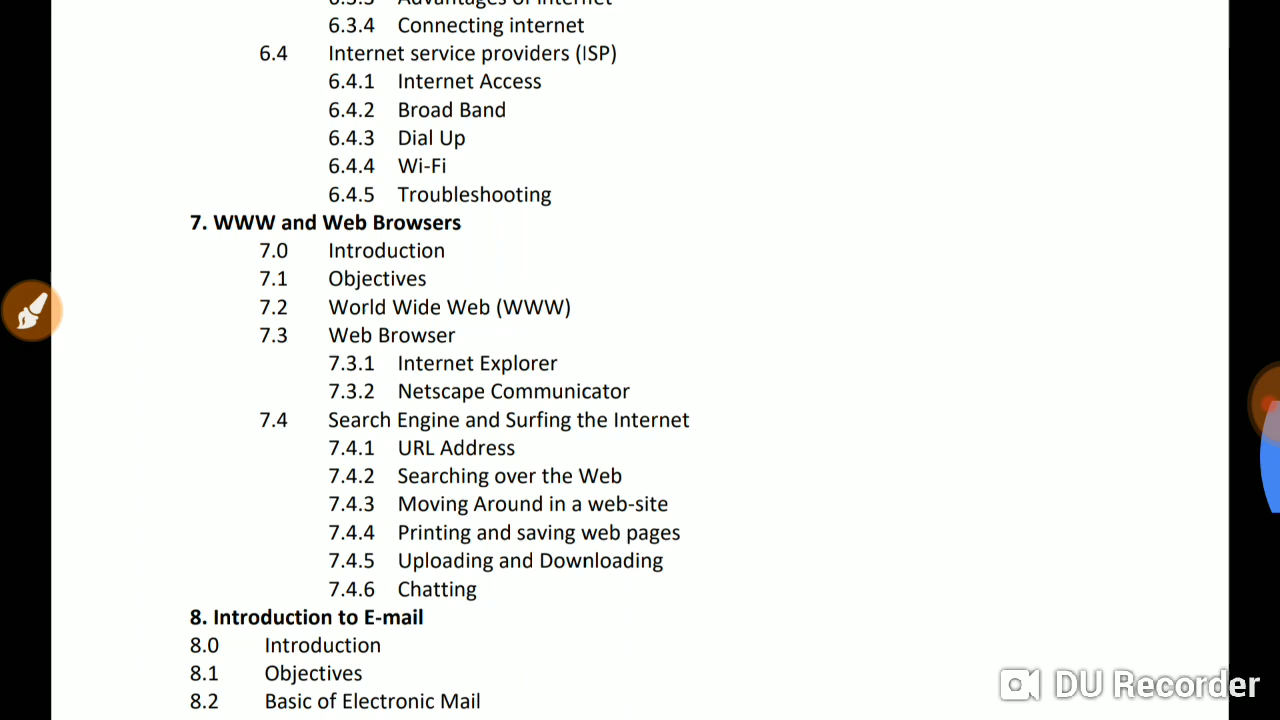 6.3.3 Advantages of internet
6.3.4 Connecting internet
6.4 Internet service providers (ISP)
6.4.1 Internet Access
6.4.2 Broad Band
6.4.3 Dial Up
6.4.4 Wi-Fi
6.4.5 Troubleshooting
7. WWW and Web Browsers
7.0 Introduction
7.1 Objectives
7.2 World Wide Web (WWW)
7.3 Web Browser
7.3.1 Internet Explorer
7.3.2 Netscape Communicator
7.4 Search Engine and Surfing the Internet
7.4.1 URL Address
7.4.2 Searching over the Web
7.4.3 Moving Around in a web-site
7.4.4 Printing and saving web pages
7.4.5 Uploading and Downloading
7.4.6 Chatting
8. Introduction to E-mail
8.0 Introduction
8.1 Objectives
8.2 Basic of Electronic Mail
DU Recorder